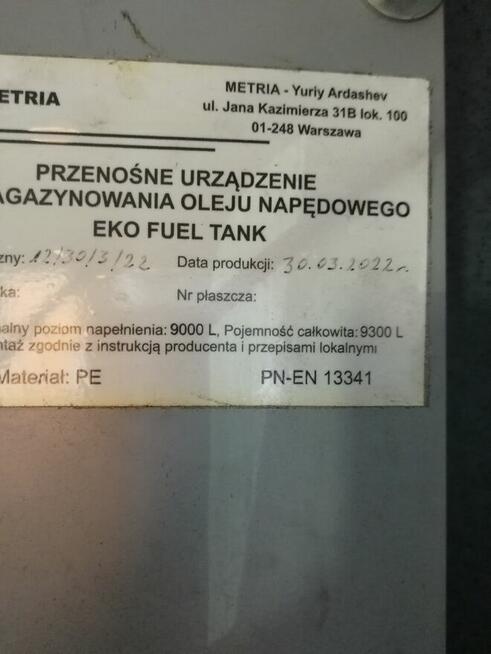 ETRIA
METRIA - Yuriy Ardashev
ul. Jana Kazimierza 31B lok. 100
01-248 Warszawa
PRZENOŚNE URZĄDZENIE
AGAZYNOWANIA OLEJU NAPĘDOWEGO
EKO FUEL TANK
zny: 12/30/3/22 Data produkcji: 30.03.2022r.
ka: Nr płaszcza:
alny poziom napełnienia: 9000 L, Pojemność całkowita: 9300 L
ntaż zgodnie z instrukcją producenta i przepisami lokalnymi
Materiał: PE PN-EN 13341